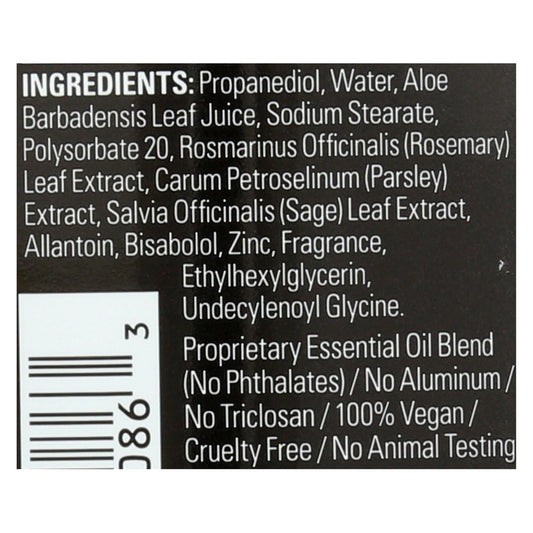 INGREDIENTS: Propanediol, Water, Aloe
Barbadensis Leaf Juice, Sodium Stearate,
Polysorbate 20, Rosmarinus Officinalis (Rosemary)
Leaf Extract, Carum Petroselinum (Parsley)
Extract, Salvia Officinalis (Sage) Leaf Extract,
Allantoin, Bisabolol, Zinc, Fragrance,
Ethylhexylglycerin,
Undecylenoyl Glycine.
Proprietary Essential Oil Blend
(No Phthalates) / No Aluminum /
No Triclosan / 100% Vegan /
Cruelty Free / No Animal Testing
086 3